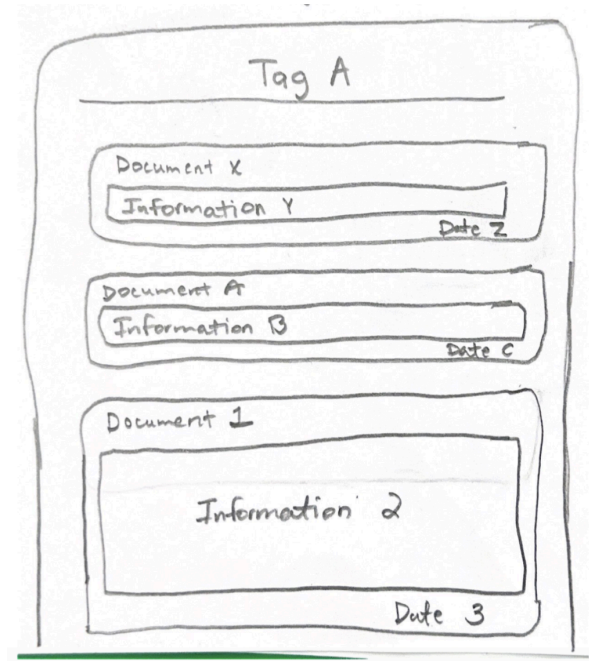 Tag A
Document X
Information Y
Date Z
Document A
Information B
Date C
Document 1
Information 2
Date 3